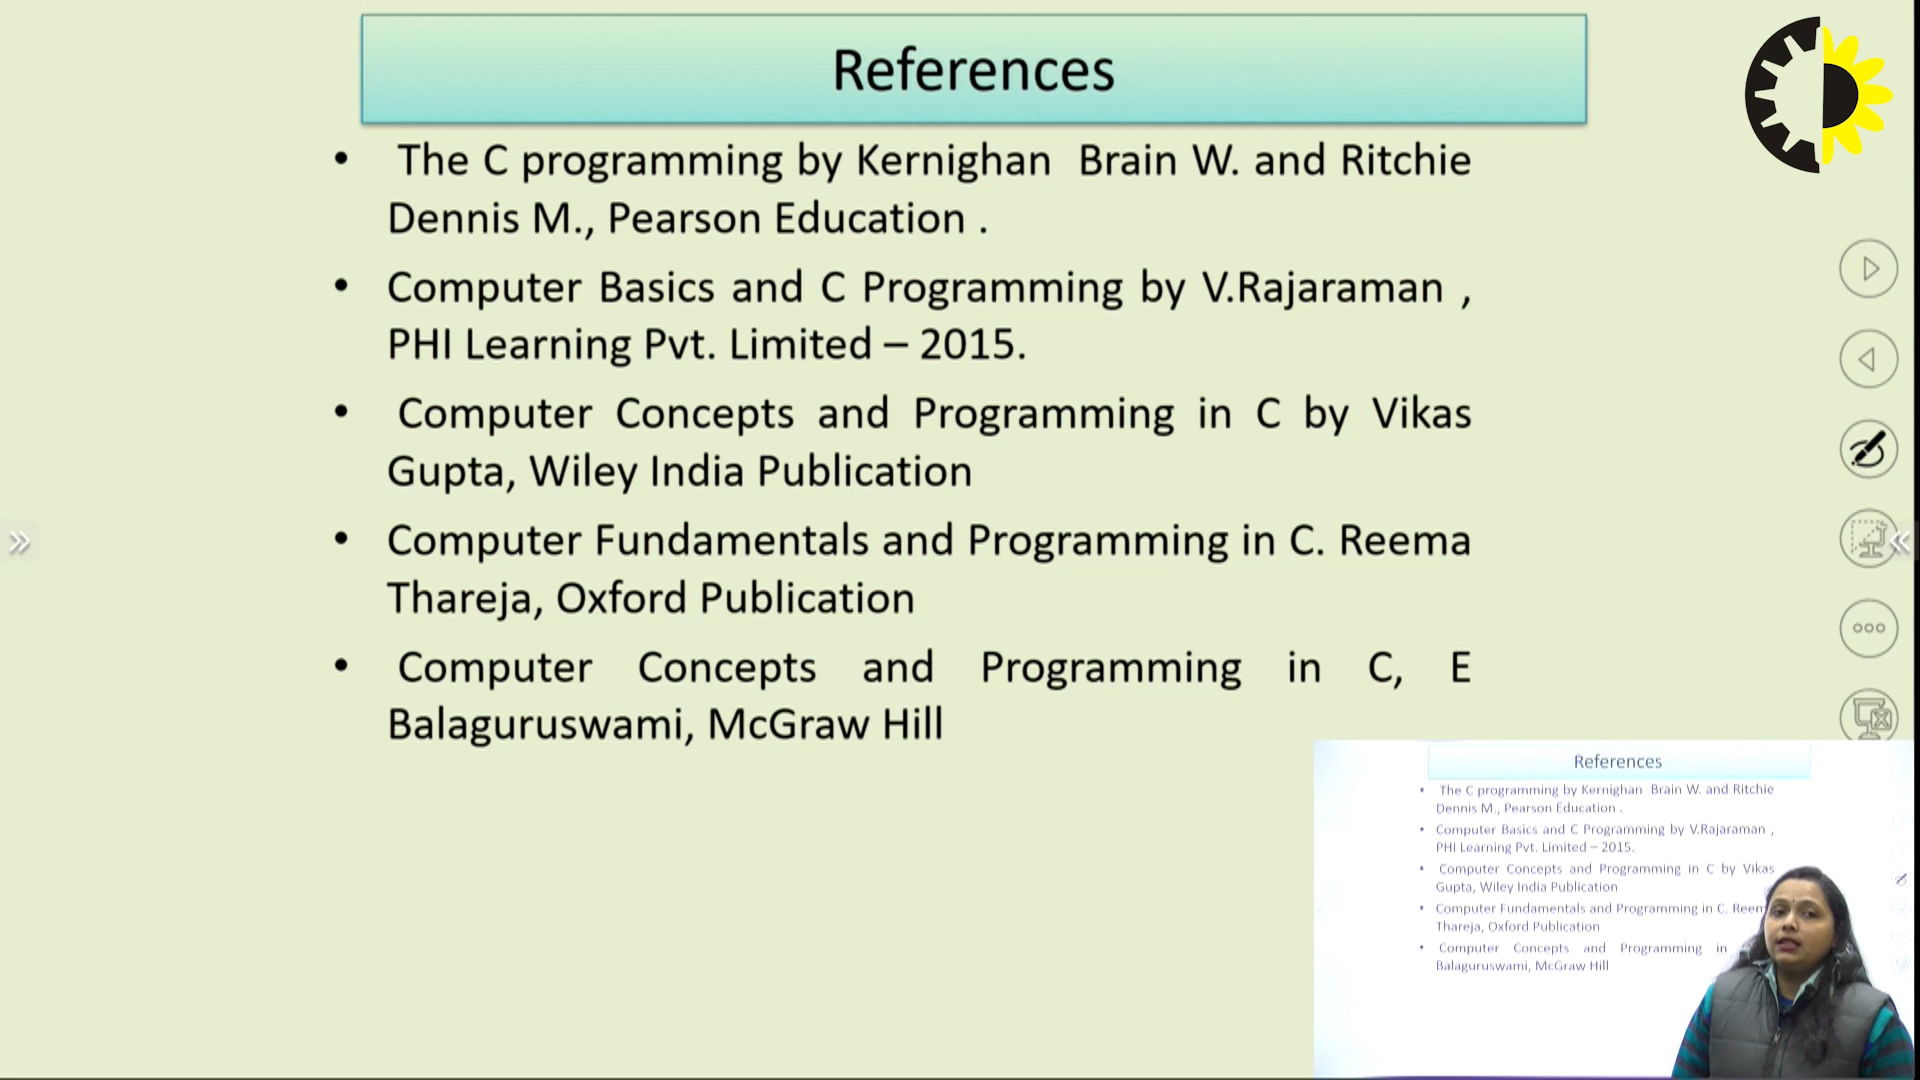 References
• The C programming by Kernighan Brain W. and Ritchie
Dennis M., Pearson Education .
• Computer Basics and C Programming by V.Rajaraman ,
PHI Learning Pvt. Limited – 2015.
• Computer Concepts and Programming in C by Vikas
Gupta, Wiley India Publication
• Computer Fundamentals and Programming in C. Reema
Thareja, Oxford Publication
• Computer Concepts and Programming in C, E
Balaguruswami, McGraw Hill
References
• The C programming by Kernighan Brain W. and Ritchie
Dennis M., Pearson Education .
• Computer Basics and C Programming by V.Rajaraman ,
PHI Learning Pvt. Limited – 2015.
• Computer Concepts and Programming in C by Vikas
Gupta, Wiley India Publication
• Computer Fundamentals and Programming in C. Reem
Thareja, Oxford Publication
• Computer Concepts and Programming in
Balaguruswami, McGraw Hill